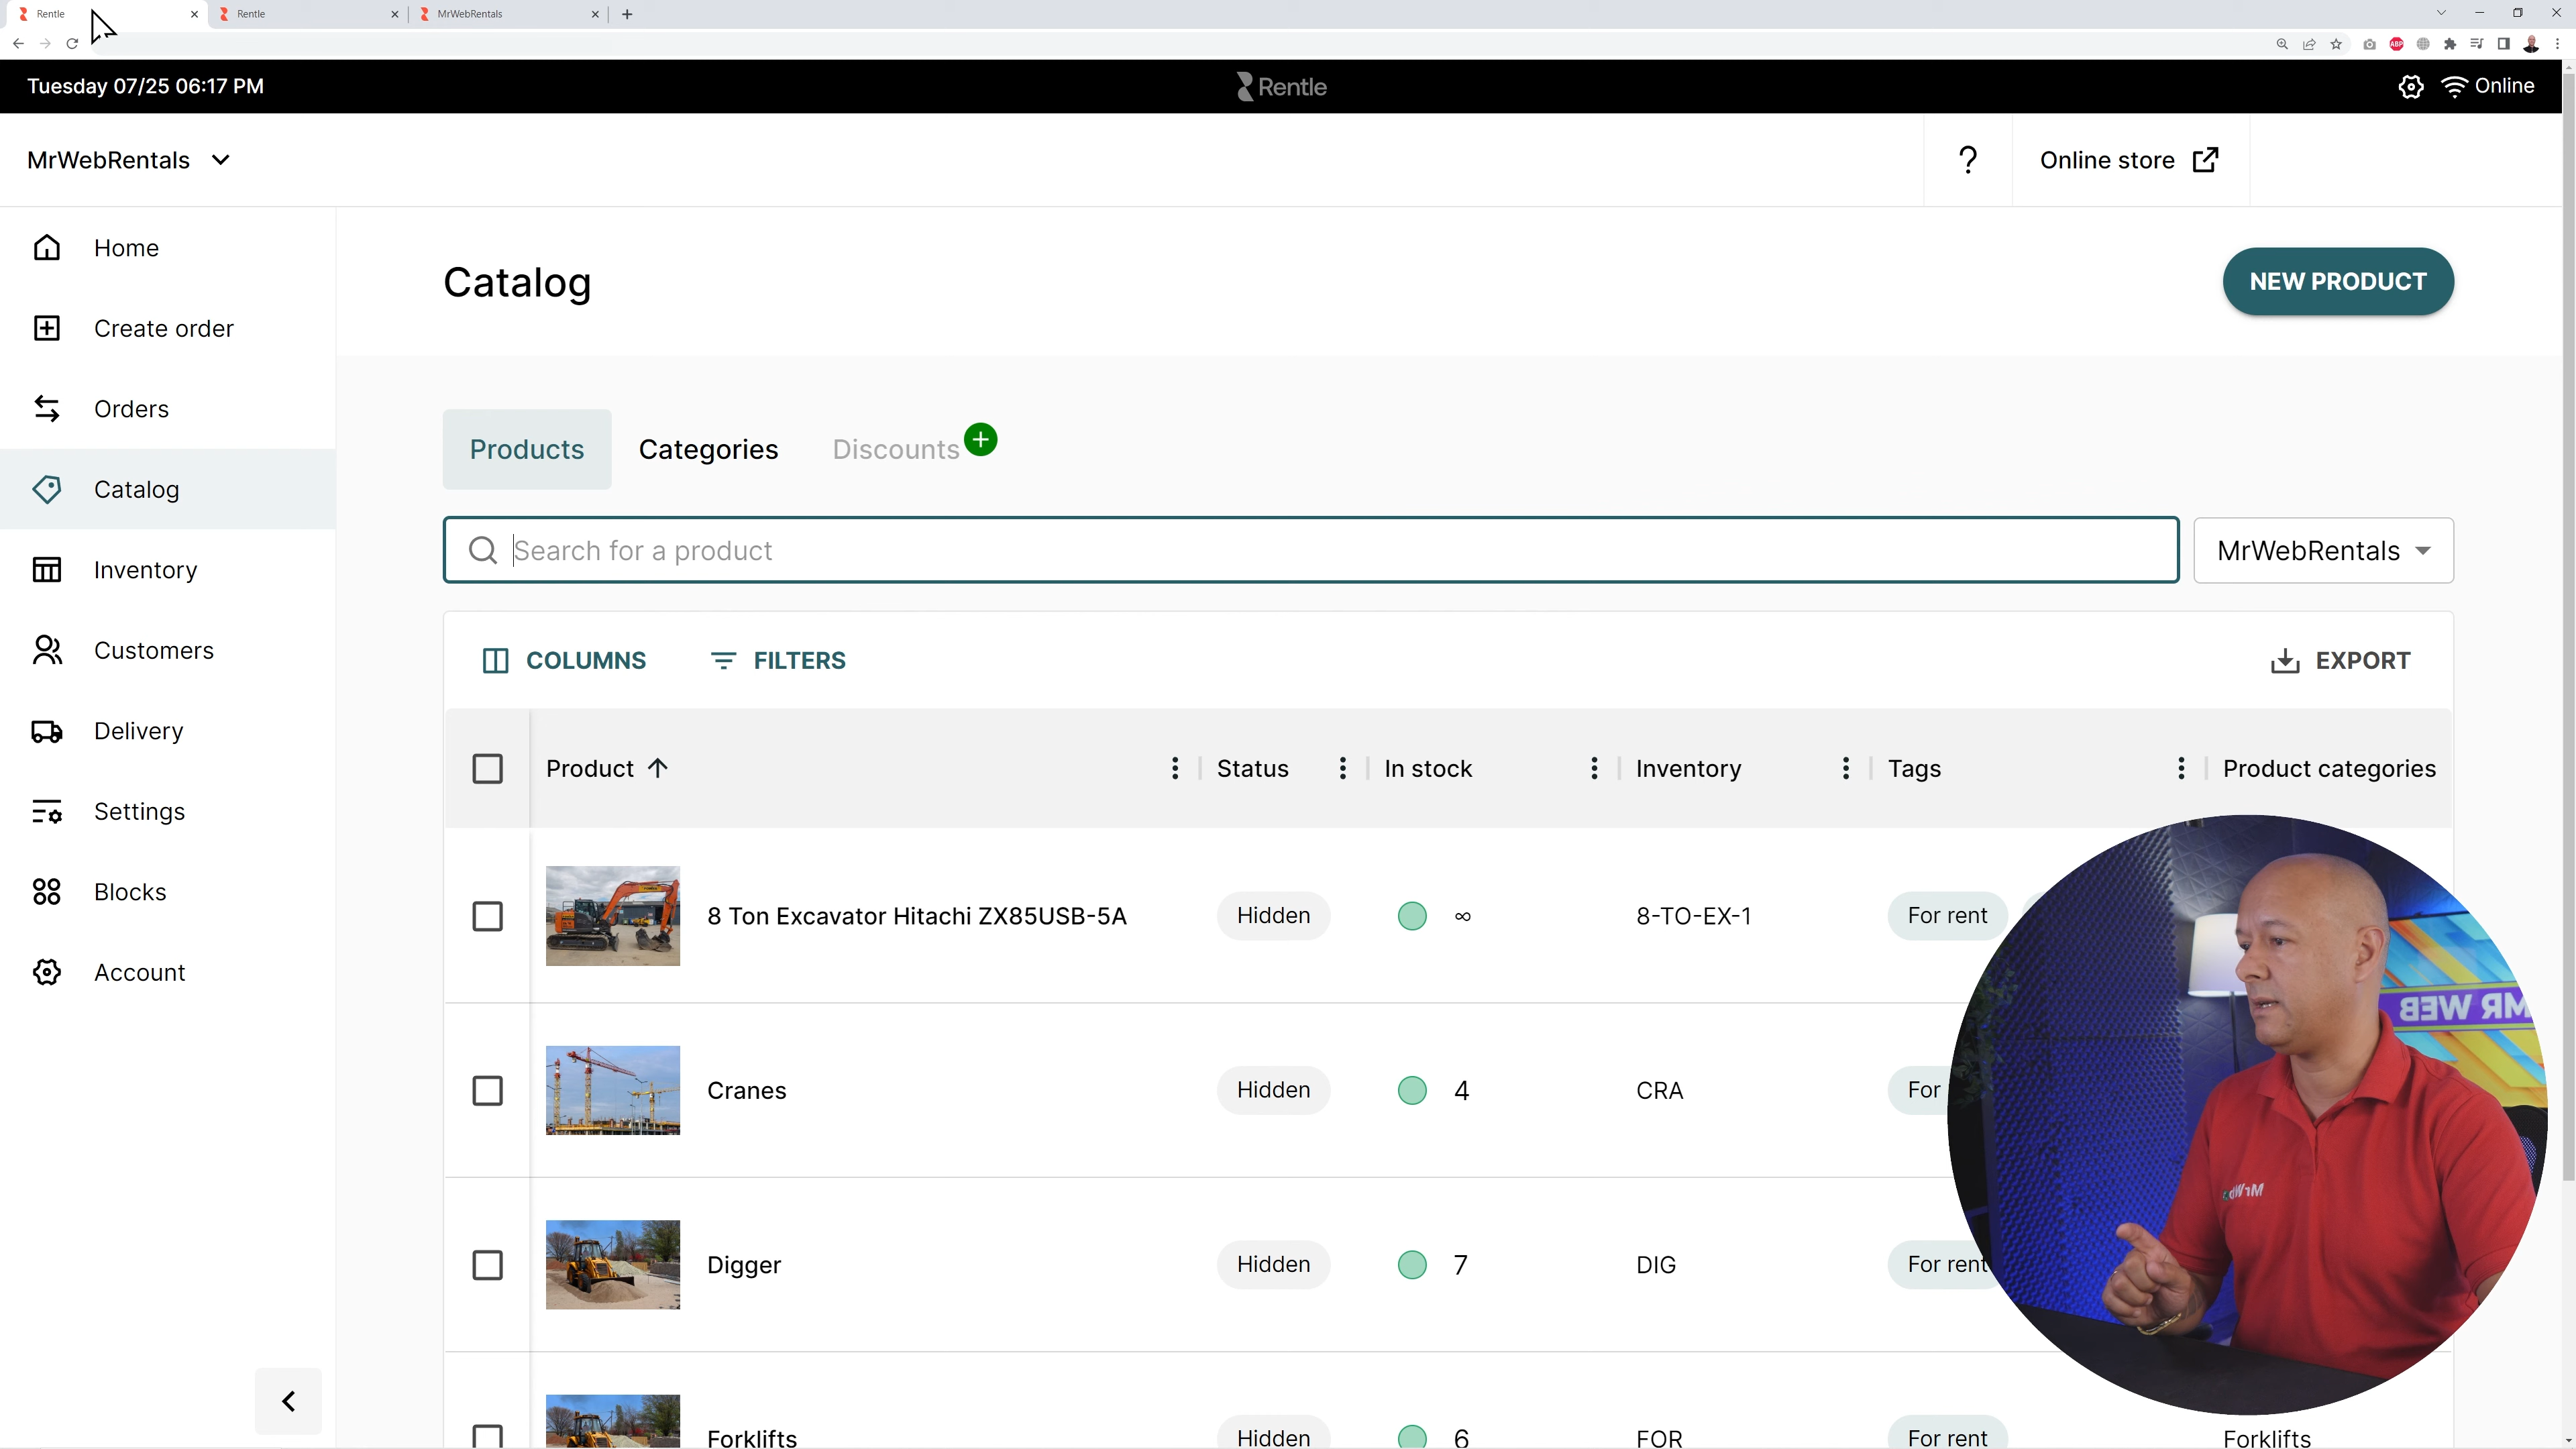 Rentle
Rentle
MrWebRentals
ABP
Tuesday 07/25 06:17 PM
Rentle
Online
MrWebRentals
?
Online store
Home
Create order
Orders
Catalog
Inventory
Customers
Delivery
Settings
Blocks
Account
Catalog
NEW PRODUCT
Products
Categories
Discounts
Search for a product
MrWebRentals
COLUMNS
FILTERS
EXPORT
Product
Status
In stock
Inventory
Tags
Product categories
8 Ton Excavator Hitachi ZX85USB-5A
Hidden
∞
8-TO-EX-1
For rent
Cranes
Hidden
4
CRA
For
Digger
Hidden
7
DIG
For rent
Forklifts
Hidden
6
FOR
For rent
Forklifts
MR WEB